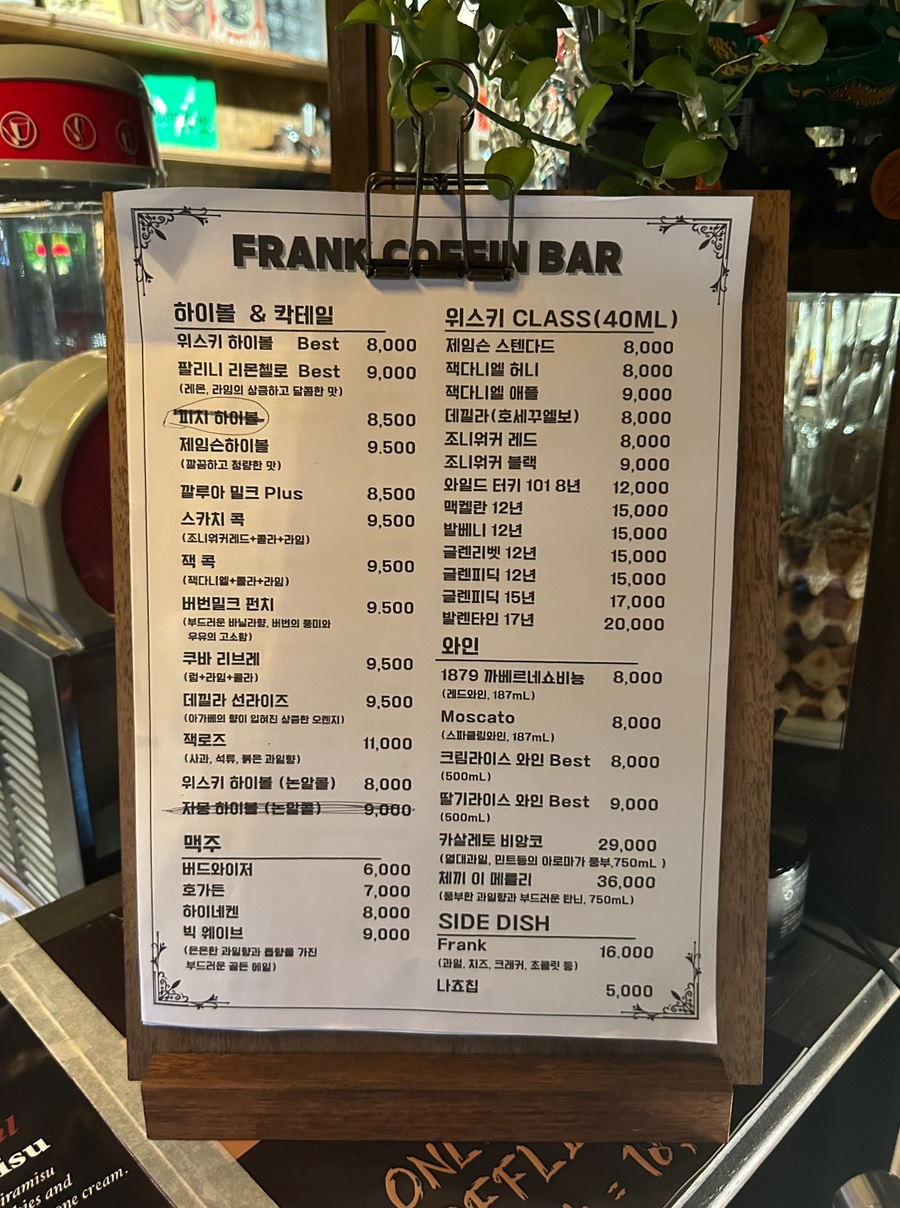 FRANK COFFIN BAR
하이볼 & 칵테일
위스키 하이볼 Best 8,000
팔리니 리몬첼로 Best 9,000
(레몬, 라임의 상큼하고 달콤한 맛)
피치 하이볼 8,500
제임슨하이볼 9.500
(깔끔하고 청량한 맛)
깔루아 밀크 Plus 8,500
스카치 콕 9,500
(조니워커레드+콜라+라임)
잭 콕 9,500
(잭다니엘+콜라+라임)
버번밀크 펀치 9.500
(부드러운 바닐라향, 버번의 풍미와
우유의 고소함)
쿠바 리브레 9,500
(럼+라임+콜라)
데낄라 선라이즈 9,500
(아가베의 향이 입혀진 상큼한 오렌지)
잭로즈 11,000
(사과, 석류, 붉은 과일향)
위스키 하이볼 (논알콜) 8,000
자몽 하이볼 (논알콜) 9,000
맥주
버드와이저 6,000
호가든 7,000
하이네켄 8,000
빅 웨이브 9,000
(은은한 과일향과 홉향을 가진
부드러운 골든 에일)
위스키 CLASS(40ML)
제임슨 스텐다드 8,000
잭다니엘 허니 8,000
잭다니엘 애플 9,000
데킬라(호세꾸엘보) 8,000
조니워커 레드 8,000
조니워커 블랙 9,000
와일드 터키 101 8년 12,000
맥켈란 12년 15,000
발베니 12년 15,000
글렌리벳 12년 15,000
글렌피딕 12년 15,000
글렌피딕 15년 17,000
발렌타인 17년 20,000
와인
1879 까베르네쇼비뇽 8,000
(레드와인, 187mL)
Moscato 8,000
(스파클링와인, 187mL)
크림라이스 와인 Best 8,000
(500mL)
딸기라이스 와인 Best 9,000
(500mL)
카살레토 비앙코 29,000
(열대과일, 민트등의 아로마가 풍부,750mL )
체끼 이 메를리 36,000
(풍부한 과일향과 부드러운 탄닌, 750mL)
SIDE DISH
Frank 16.000
(과일, 치즈, 크래커, 초콜릿 등)
나쵸칩 5,000
isu
iramisu
ies and
one cream.